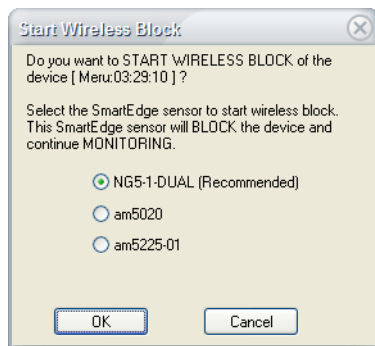 Start Wireless Block
Do you want to START WIRELESS BLOCK of the
device [ Meru:03:29:10 ] ?
Select the SmartEdge sensor to start wireless block.
This SmartEdge sensor will BLOCK the device and
continue MONITORING.
NG5-1-DUAL (Recommended)
am5020
am5225-01
OK
Cancel